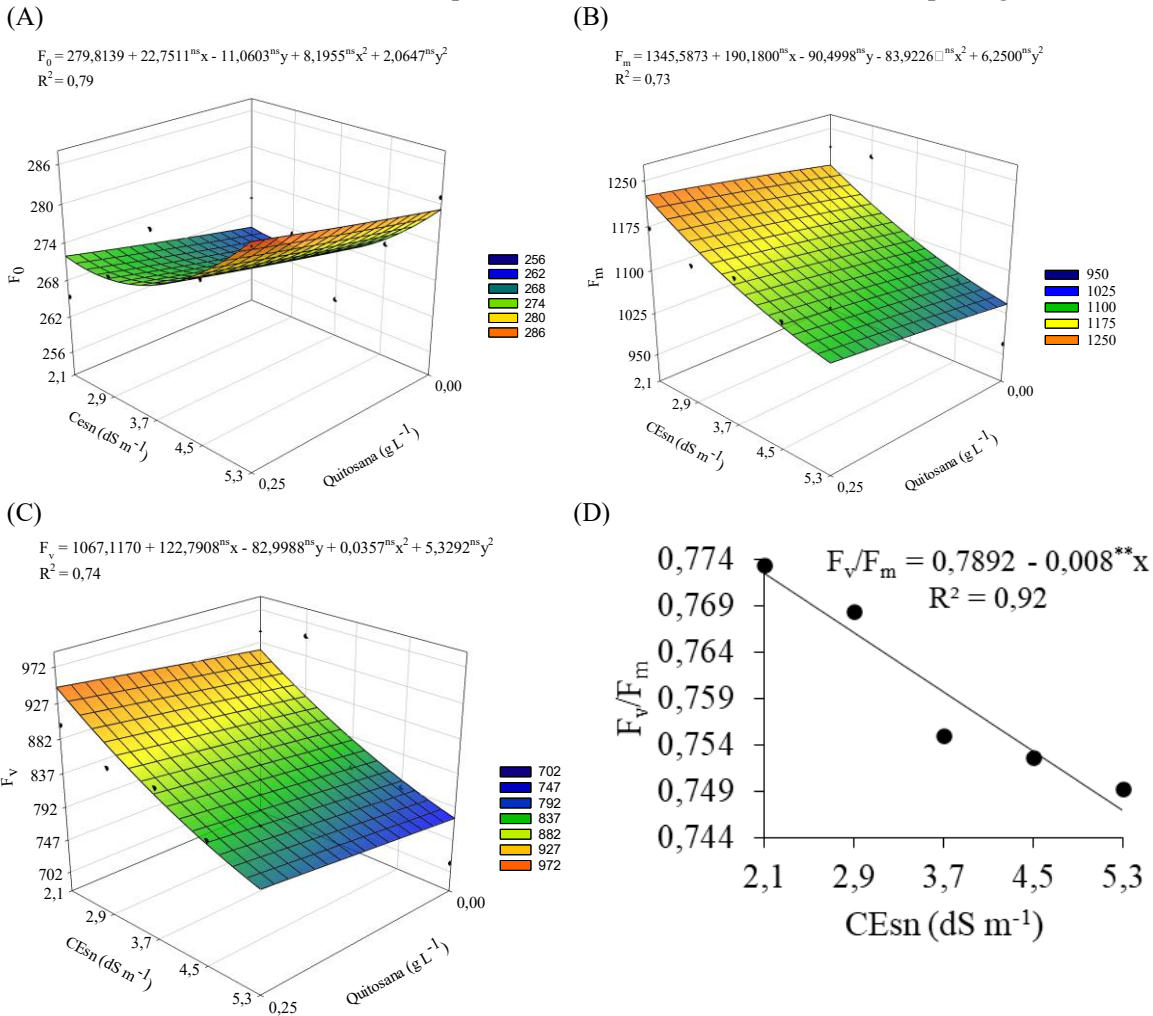 (A)
F₀ = 279,8139 + 22,7511ⁿˢx - 11,0603ⁿˢy + 8,1955ⁿˢx² + 2,0647ⁿˢy²
R² = 0,79
286
280
274
268
262
256
F₀
2,1
2,9
3,7
4,5
5,3
Cesn (dS m⁻¹)
0,25
0,00
Quitosana (g L⁻¹)
256
262
268
274
280
286
(B)
Fₘ = 1345,5873 + 190,1800ⁿˢx - 90,4998ⁿˢy - 83,9226□ⁿˢx² + 6,2500ⁿˢy²
R² = 0,73
1250
1175
1100
1025
950
Fₘ
2,1
2,9
3,7
4,5
5,3
CEsn (dS m⁻¹)
0,25
0,00
Quitosana (g L⁻¹)
950
1025
1100
1175
1250
(C)
Fᵥ = 1067,1170 + 122,7908ⁿˢx - 82,9988ⁿˢy + 0,0357ⁿˢx² + 5,3292ⁿˢy²
R² = 0,74
972
927
882
837
792
747
702
Fᵥ
2,1
2,9
3,7
4,5
5,3
CEsn (dS m⁻¹)
0,25
0,00
Quitosana (g L⁻¹)
702
747
792
837
882
927
972
(D)
Fᵥ/Fₘ = 0,7892 - 0,008**x
R² = 0,92
0,774
0,769
0,764
0,759
0,754
0,749
0,744
Fᵥ/Fₘ
2,1 2,9 3,7 4,5 5,3
CEsn (dS m⁻¹)